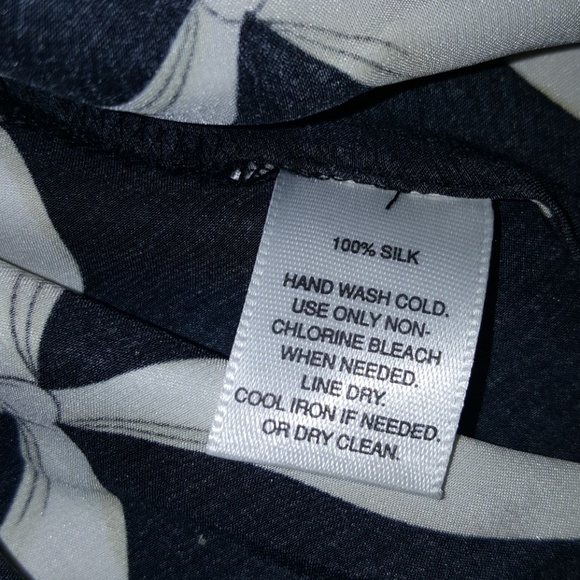 100% SILK
HAND WASH COLD.
USE ONLY NON-
CHLORINE BLEACH
WHEN NEEDED.
LINE DRY.
COOL IRON IF NEEDED.
OR DRY CLEAN.